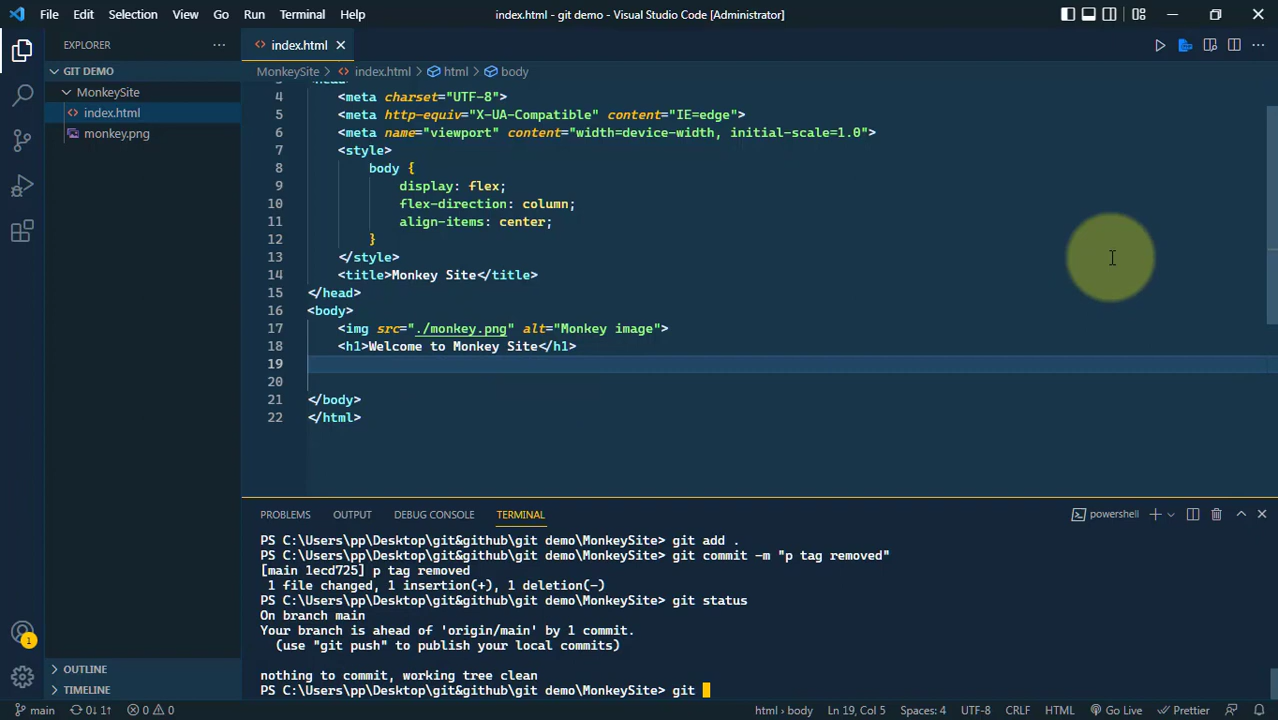 File Edit Selection View Go Run Terminal Help
index.html - git demo - Visual Studio Code [Administrator]
EXPLORER
GIT DEMO
MonkeySite
index.html
monkey.png
OUTLINE
TIMELINE
index.html
MonkeySite > index.html > html > body
4 <meta charset="UTF-8">
5 <meta http-equiv="X-UA-Compatible" content="IE=edge">
6 <meta name="viewport" content="width=device-width, initial-scale=1.0">
7 <style>
8 body {
9 display: flex;
10 flex-direction: column;
11 align-items: center;
12 }
13 </style>
14 <title>Monkey Site</title>
15 </head>
16 <body>
17 <img src="./monkey.png" alt="Monkey image">
18 <h1>Welcome to Monkey Site</h1>
19
20
21 </body>
22 </html>
PROBLEMS OUTPUT DEBUG CONSOLE TERMINAL
powershell
PS C:\Users\pp\Desktop\git&github\git demo\MonkeySite> git add .
PS C:\Users\pp\Desktop\git&github\git demo\MonkeySite> git commit -m "p tag removed"
[main 1ecd725] p tag removed
1 file changed, 1 insertion(+), 1 deletion(-)
PS C:\Users\pp\Desktop\git&github\git demo\MonkeySite> git status
On branch main
Your branch is ahead of 'origin/main' by 1 commit.
(use "git push" to publish your local commits)
nothing to commit, working tree clean
PS C:\Users\pp\Desktop\git&github\git demo\MonkeySite> git
1
main 0↓ 1↑ 0 0 html › body Ln 19, Col 5 Spaces: 4 UTF-8 CRLF HTML Go Live Prettier